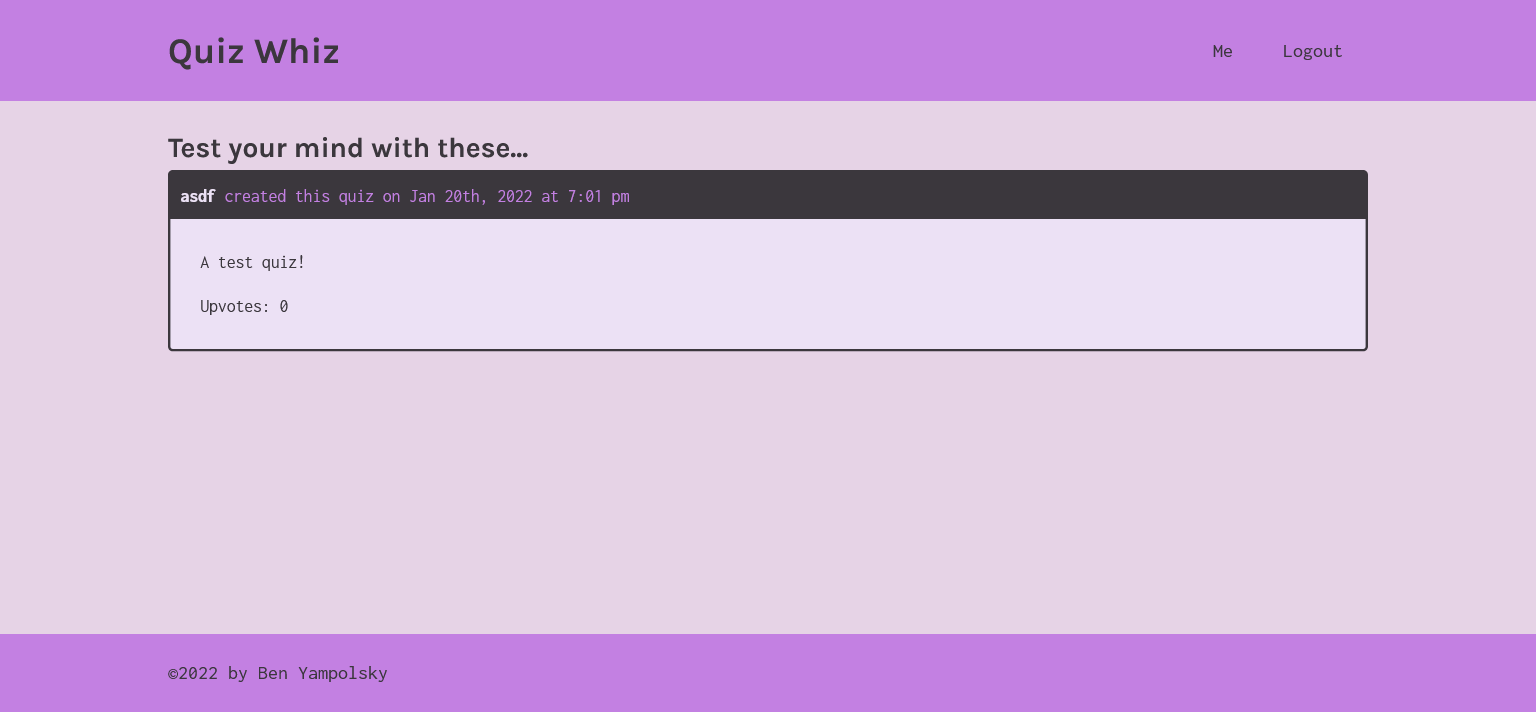 Quiz Whiz
Me
Logout
Test your mind with these...
asdf created this quiz on Jan 20th, 2022 at 7:01 pm
A test quiz!
Upvotes: 0
©2022 by Ben Yampolsky